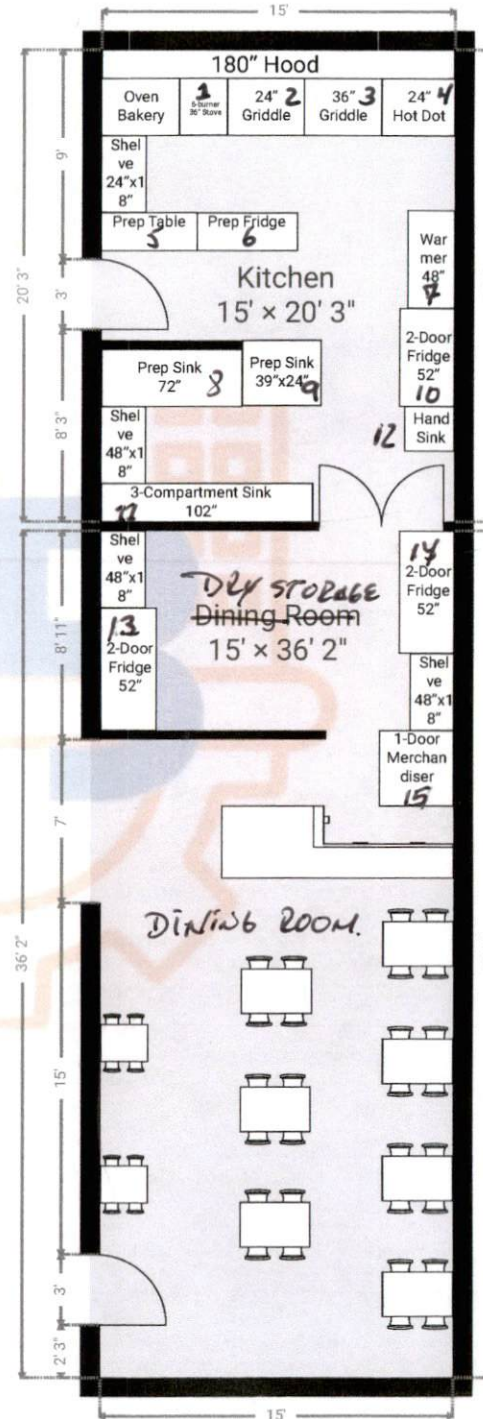 15'
180" Hood
Oven
Bakery
1
6-burner
36" Stove
24" 2
Griddle
36" 3
Griddle
24" 4
Hot Dot
Shel
ve
24"x1
8"
Prep Table
5
Prep Fridge
6
War
mer
48"
7
Kitchen
15' × 20' 3"
9'
3'
20' 3"
8' 3"
Prep Sink
72" 8
Prep Sink
39"x24"
9
2-Door
Fridge
52"
10
12
Hand
Sink
Shel
ve
48"x1
8"
3-Compartment Sink
102"
11
Shel
ve
48"x1
8"
DRY STORAGE
Dining Room
15' × 36' 2"
14
2-Door
Fridge
52"
13
2-Door
Fridge
52"
Shel
ve
48"x1
8"
8' 11"
1-Door
Merchan
diser
15
7'
DINING ROOM.
36' 2"
15'
3'
2' 3"
15'